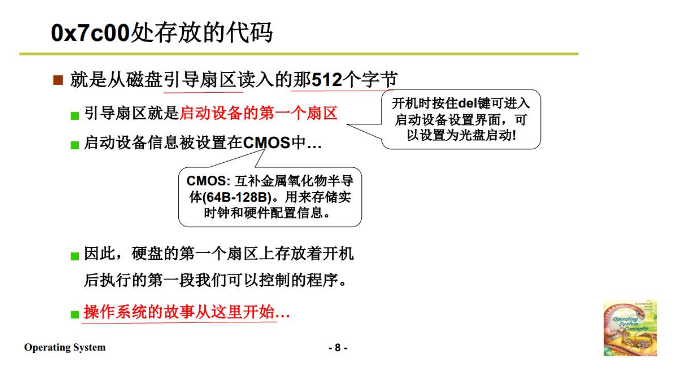 0x7c00处存放的代码
就是从磁盘引导扇区读入的那512个字节
引导扇区就是启动设备的第一个扇区
开机时按住del键可进入
启动设备设置界面，可
以设置为光盘启动!
启动设备信息被设置在CMOS中…
CMOS: 互补金属氧化物半导
体(64B-128B)。用来存储实
时钟和硬件配置信息。
因此，硬盘的第一个扇区上存放着开机
后执行的第一段我们可以控制的程序。
操作系统的故事从这里开始…
Operating
System
Concepts
Operating System
- 8 -